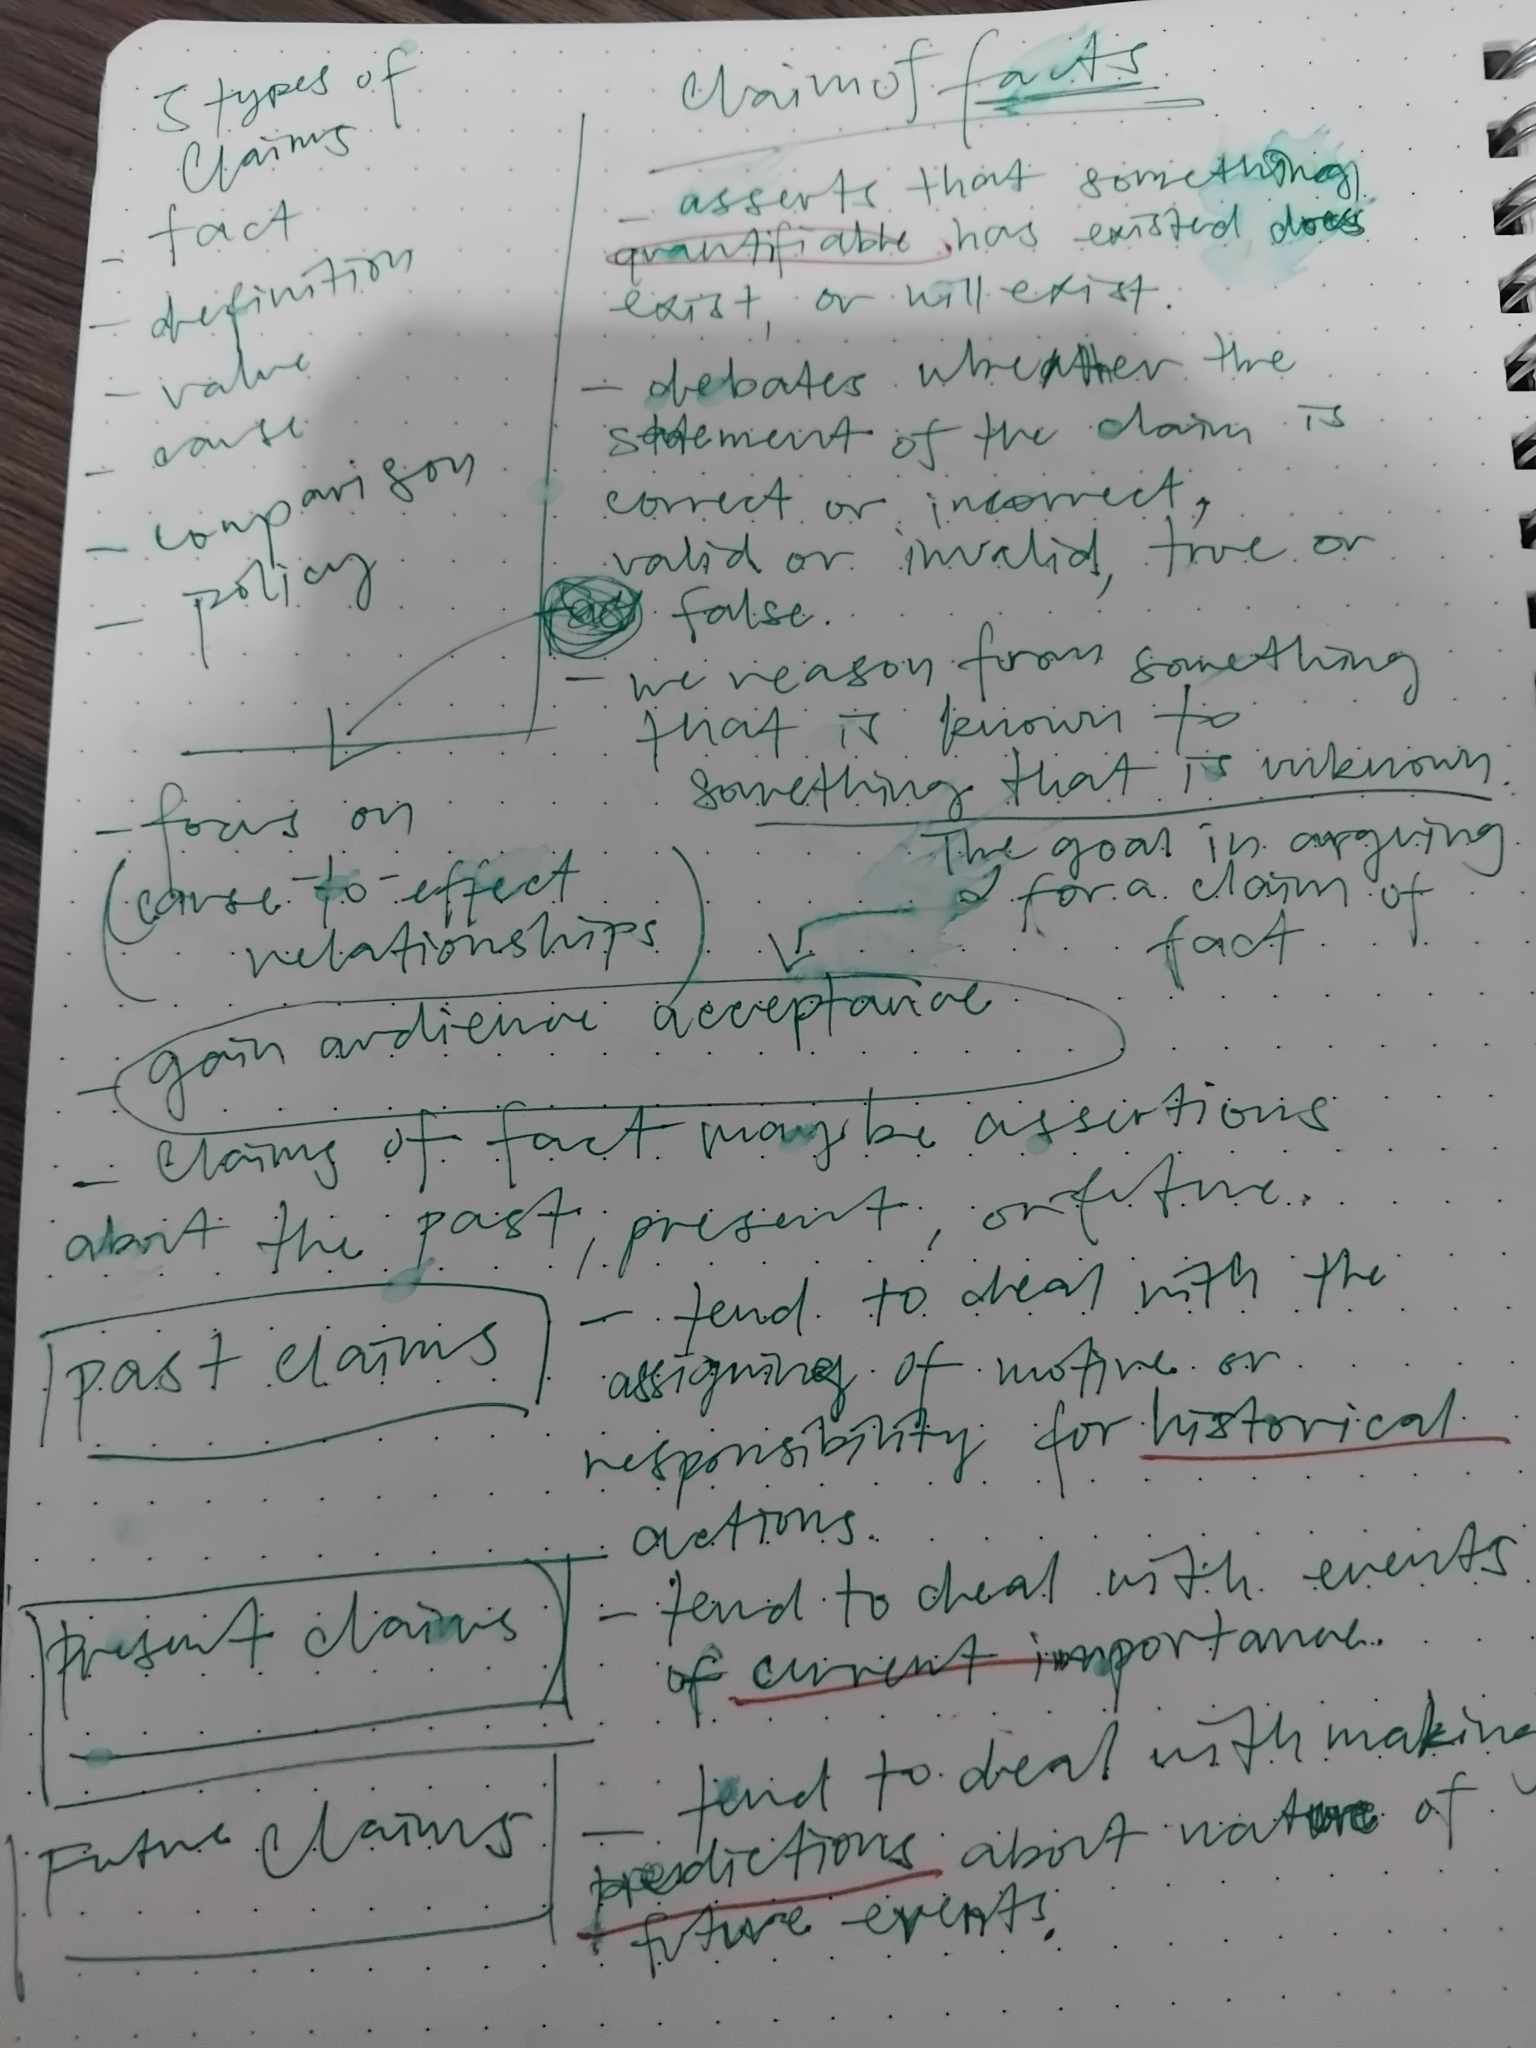 5 types of
Claims
- fact
- definition
- value
- cause
- comparison
- policy
Claim of facts
- asserts that something
quantifiable has existed does
exist, or will exist.
- debates whether the
statement of the claim is
correct or incorrect,
valid or invalid, true or
false.
- we reason from something
that is known to
something that is unknown.
The goal in arguing
for a claim of
fact
- focus on
(cause-to-effect
relationships)
- gain audience acceptance
- Claims of fact may be assertions
about the past, present, or future.
past claims
- tend to deal with the
assigning of motive or
responsibility for historical
actions.
Present claims
- tend to deal with events
of current importance.
Future claims
- tend to deal with making
predictions about nature of
future events.